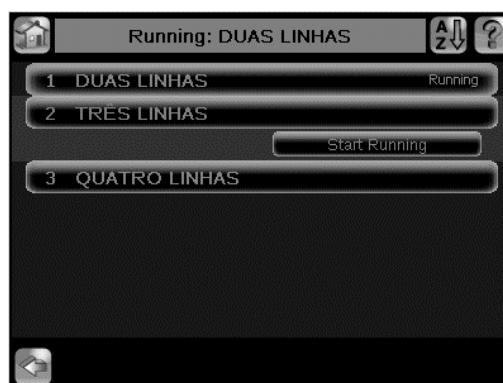 Running: DUAS LINHAS
A
Z
?
1 DUAS LINHAS Running
2 TRÊS LINHAS
Start Running
3 QUATRO LINHAS